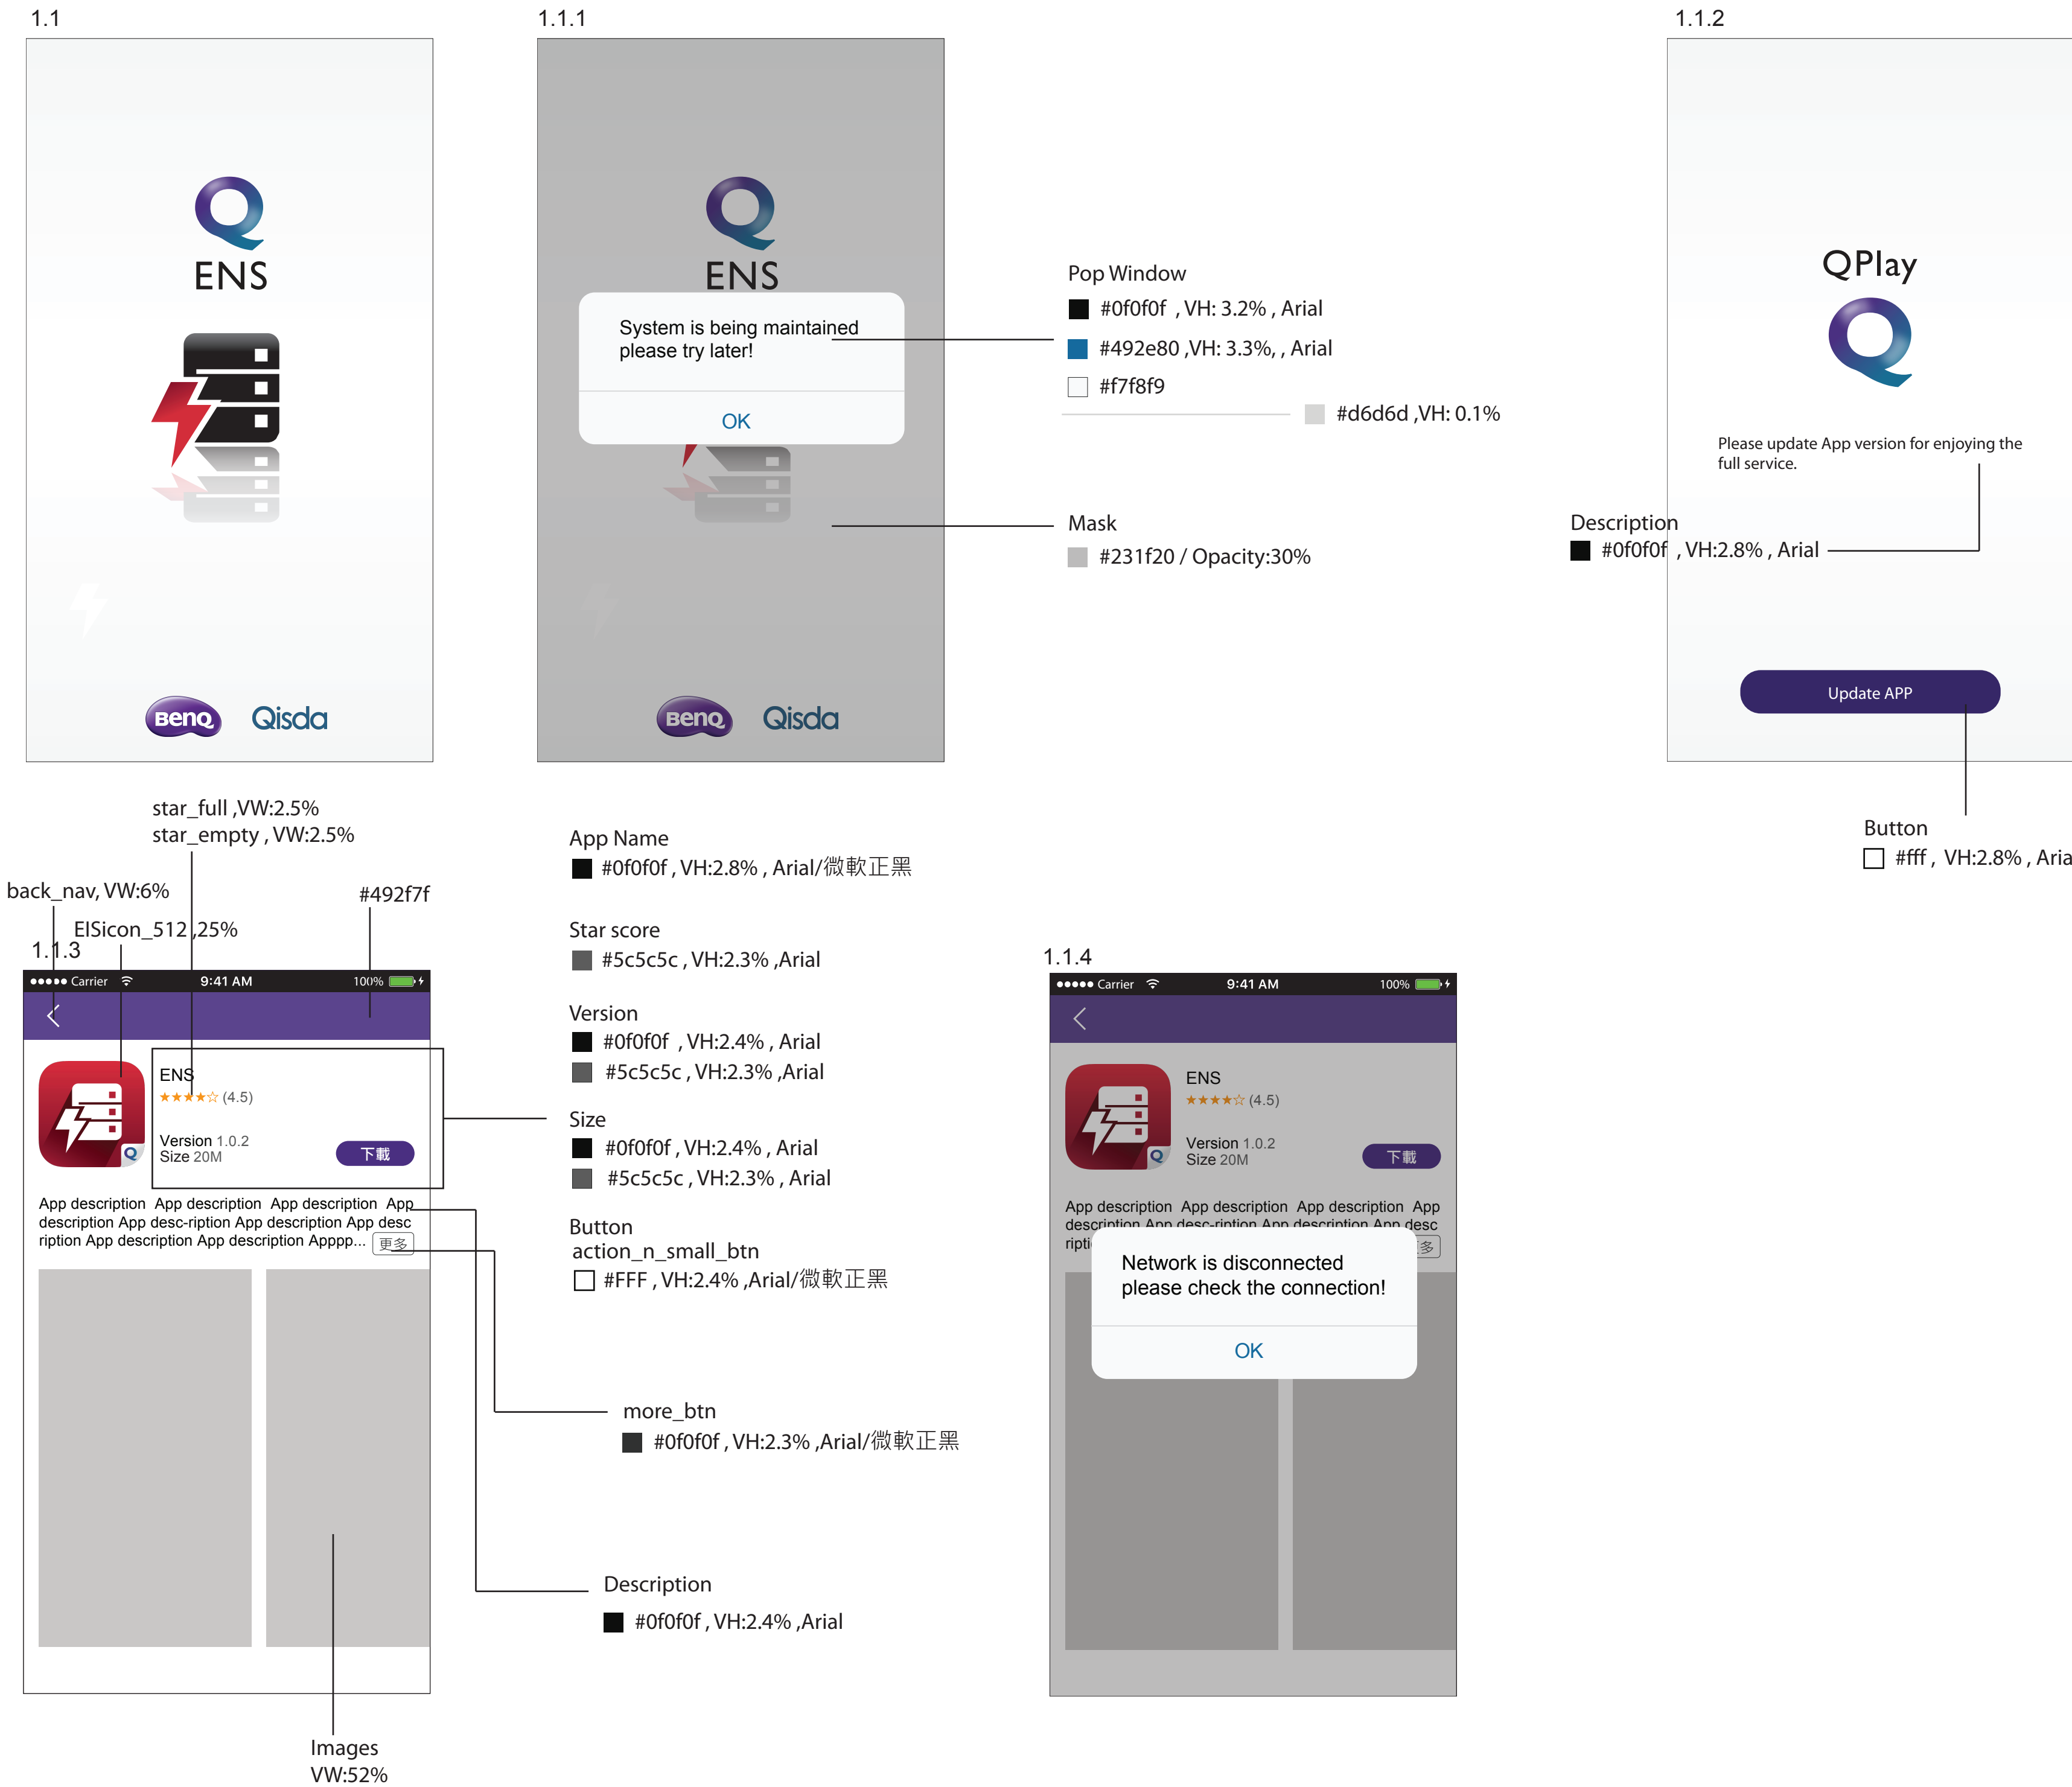 1.1
Q
ENS
BenQ Qisda
1.1.1
Q
ENS
System is being maintained
please try later!
OK
BenQ Qisda
Pop Window
#0f0f0f , VH: 3.2% , Arial
#492e80 ,VH: 3.3%, , Arial
#f7f8f9
#d6d6d ,VH: 0.1%
Mask
#231f20 / Opacity:30%
1.1.2
QPlay
Q
Please update App version for enjoying the
full service.
Description
#0f0f0f , VH:2.8% , Arial
Update APP
Button
#fff , VH:2.8% , Aria
star_full ,VW:2.5%
star_empty , VW:2.5%
back_nav, VW:6%
#492f7f
EISicon_512 ,25%
1.1.3
Carrier 9:41 AM 100%
ENS
(4.5)
Version 1.0.2
Size 20M
下載
Q
App description App description App description App
description App desc-ription App description App desc
ription App description App description Apppp... 更多
Images
VW:52%
App Name
#0f0f0f , VH:2.8% , Arial/微軟正黑
Star score
#5c5c5c , VH:2.3% ,Arial
Version
#0f0f0f , VH:2.4% , Arial
#5c5c5c , VH:2.3% ,Arial
Size
#0f0f0f , VH:2.4% , Arial
#5c5c5c , VH:2.3% , Arial
Button
action_n_small_btn
#FFF , VH:2.4% ,Arial/微軟正黑
more_btn
#0f0f0f , VH:2.3% ,Arial/微軟正黑
Description
#0f0f0f , VH:2.4% ,Arial
1.1.4
Carrier 9:41 AM 100%
ENS
(4.5)
Version 1.0.2
Size 20M
下載
Q
App description App description App description App
description App desc-ription App description App desc
ripti 多
Network is disconnected
please check the connection!
OK